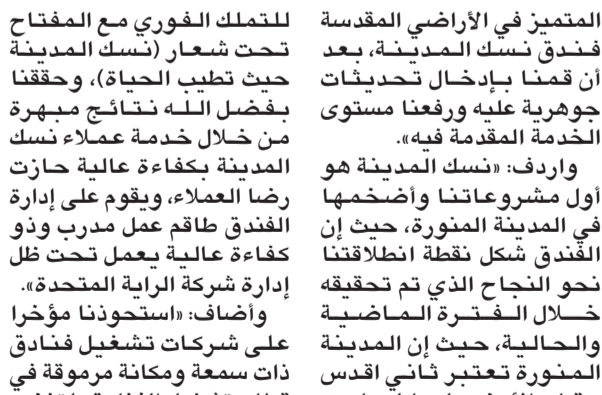 المتميز في الأراضي المقدسة
فندق نسك المدينة، بعد
أن قمنا بإدخال تحديثات
جوهرية عليه ورفعنا مستوى
الخدمة المقدمة فيه».
واردف: «نسك المدينة هو
أول مشروعاتنا وأضخمها
في المدينة المنورة، حيث إن
الفندق شكل نقطة انطلاقتنا
نحو النجاح الذي تم تحقيقه
خلال الفترة الماضية
والحالية، حيث إن المدينة
المنورة تعتبر ثاني اقدس
للتملك الفوري مع المفتاح
تحت شعار (نسك المدينة
حيث تطيب الحياة)، وحققنا
بفضل الله نتائج مبهرة
من خلال خدمة عملاء نسك
المدينة بكفاءة عالية حازت
رضا العملاء، ويقوم على إدارة
الفندق طاقم عمل مدرب وذو
كفاءة عالية يعمل تحت ظل
إدارة شركة الراية المتحدة».
وأضاف: «استحوذنا مؤخرا
على شركات تشغيل فنادق
ذات سمعة ومكانة مرموقة في